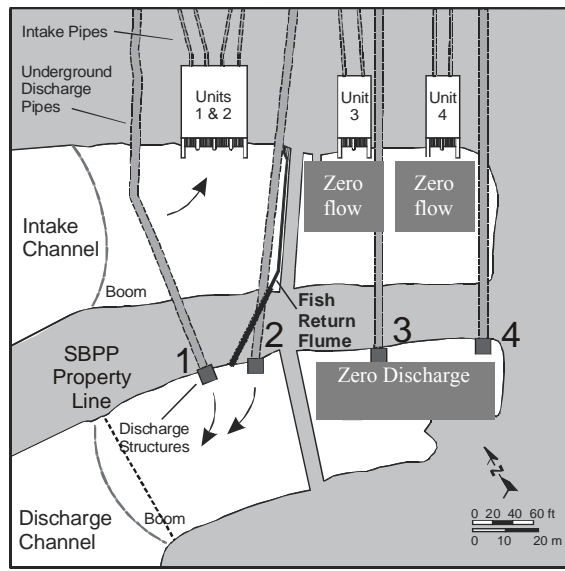 Intake Pipes
Underground
Discharge
Pipes
Units
1 & 2
Unit
3
Unit
4
Zero
flow
Zero
flow
Intake
Channel
Boom
Fish
Return
Flume
SBPP
Property
Line
1
2
3
4
Zero Discharge
Discharge
Structures
Discharge
Channel
Boom
N
0 20 40 60 ft
0 10 20 m